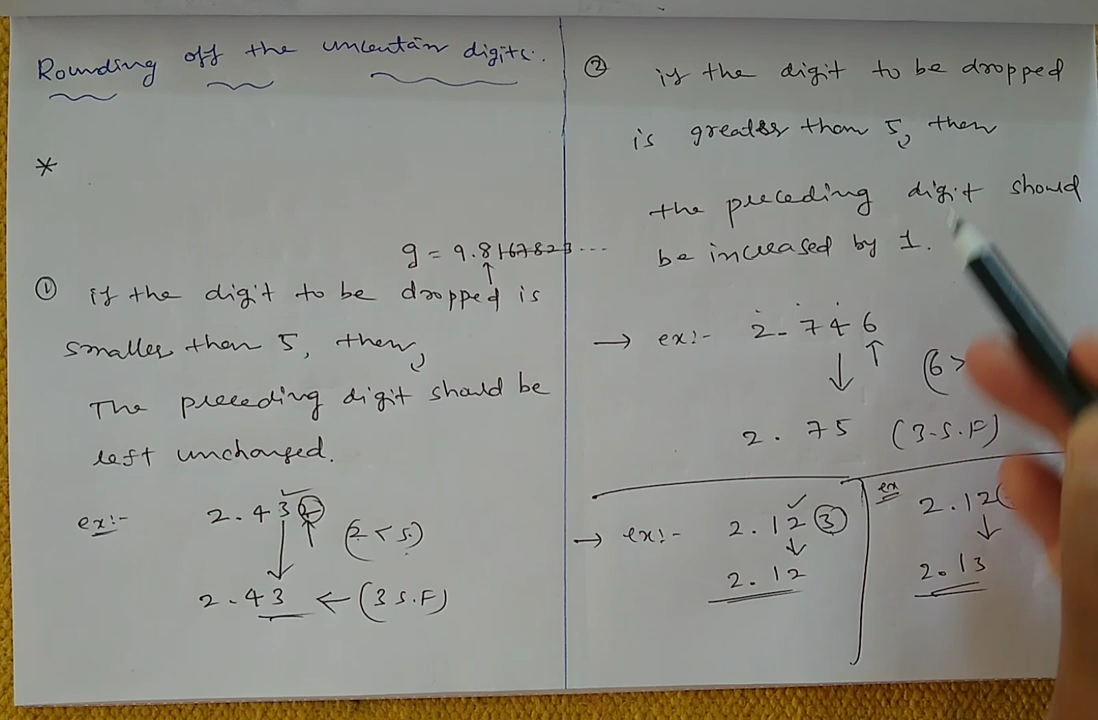 Rounding off the uncertain digits.
*
g = 9.8167823...
① if the digit to be dropped is
smaller than 5, then,
The preceding digit should be
left unchanged.
ex:- 2.432 (2 < 5)
2.43 ← (3 S.F)
② if the digit to be dropped
is greater than 5, then
the preceding digit should
be increased by 1.
→ ex:- 2.746
(6 >
2.75 (3-S.F)
→ ex:- 2.123
2.12
ex 2.12
2.13